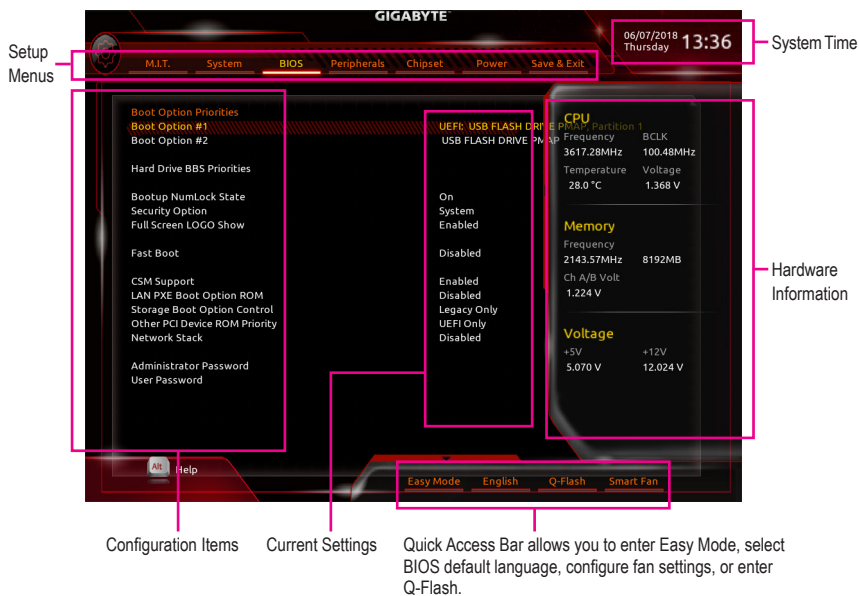 GIGABYTE™
06/07/2018
Thursday
13:36
System Time
Setup
Menus
M.I.T. System BIOS Peripherals Chipset Power Save & Exit
Boot Option Priorities
Boot Option #1 UEFI: USB FLASH DRIVE PMAP, Partition 1
Boot Option #2 USB FLASH DRIVE PMAP
Hard Drive BBS Priorities
Bootup NumLock State On
Security Option System
Full Screen LOGO Show Enabled
Fast Boot Disabled
CSM Support Enabled
LAN PXE Boot Option ROM Disabled
Storage Boot Option Control Legacy Only
Other PCI Device ROM Priority UEFI Only
Network Stack Disabled
Administrator Password
User Password
CPU
Frequency BCLK
3617.28MHz 100.48MHz
Temperature Voltage
28.0 °C 1.368 V
Memory
Frequency
2143.57MHz 8192MB
Ch A/B Volt
1.224 V
Voltage
+5V +12V
5.070 V 12.024 V
Hardware
Information
Alt Help
Easy Mode English Q-Flash Smart Fan
Configuration Items
Current Settings
Quick Access Bar allows you to enter Easy Mode, select
BIOS default language, configure fan settings, or enter
Q-Flash.